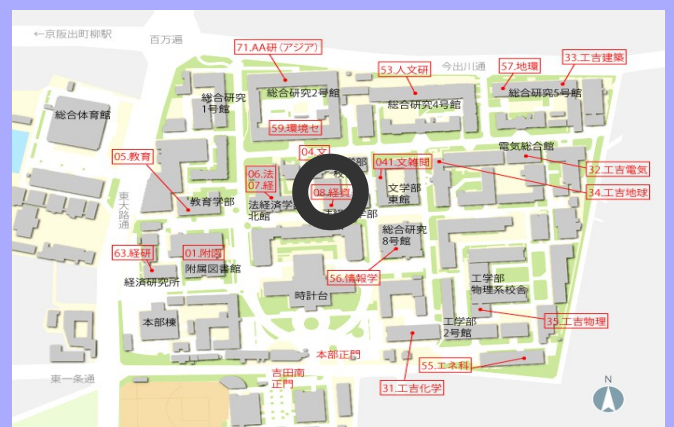 ←京阪出町柳駅
百万遍
71.AA研(アジア)
今出川通
53.人文研
57.地環
33.工吉建築
総合研究
1号館
総合研究2号館
総合研究4号館
総合研究5号館
総合体育館
59.環境セ
04.文
電気総合館
05.教育
06.法
07.経
041.文雑閲
32.工吉電気
08.経資
34.工吉地球
東大路通
教育学部
法経済学
北館
文学部
東館
総合研究
8号館
63.経研
01.附図
附属図書館
経済研究所
56.情報学
工学部
物理系校舎
時計台
本部棟
工学部
2号館
35.工吉物理
本部正門
55.エネ科
東一条通
吉田南
正門
31.工吉化学
N